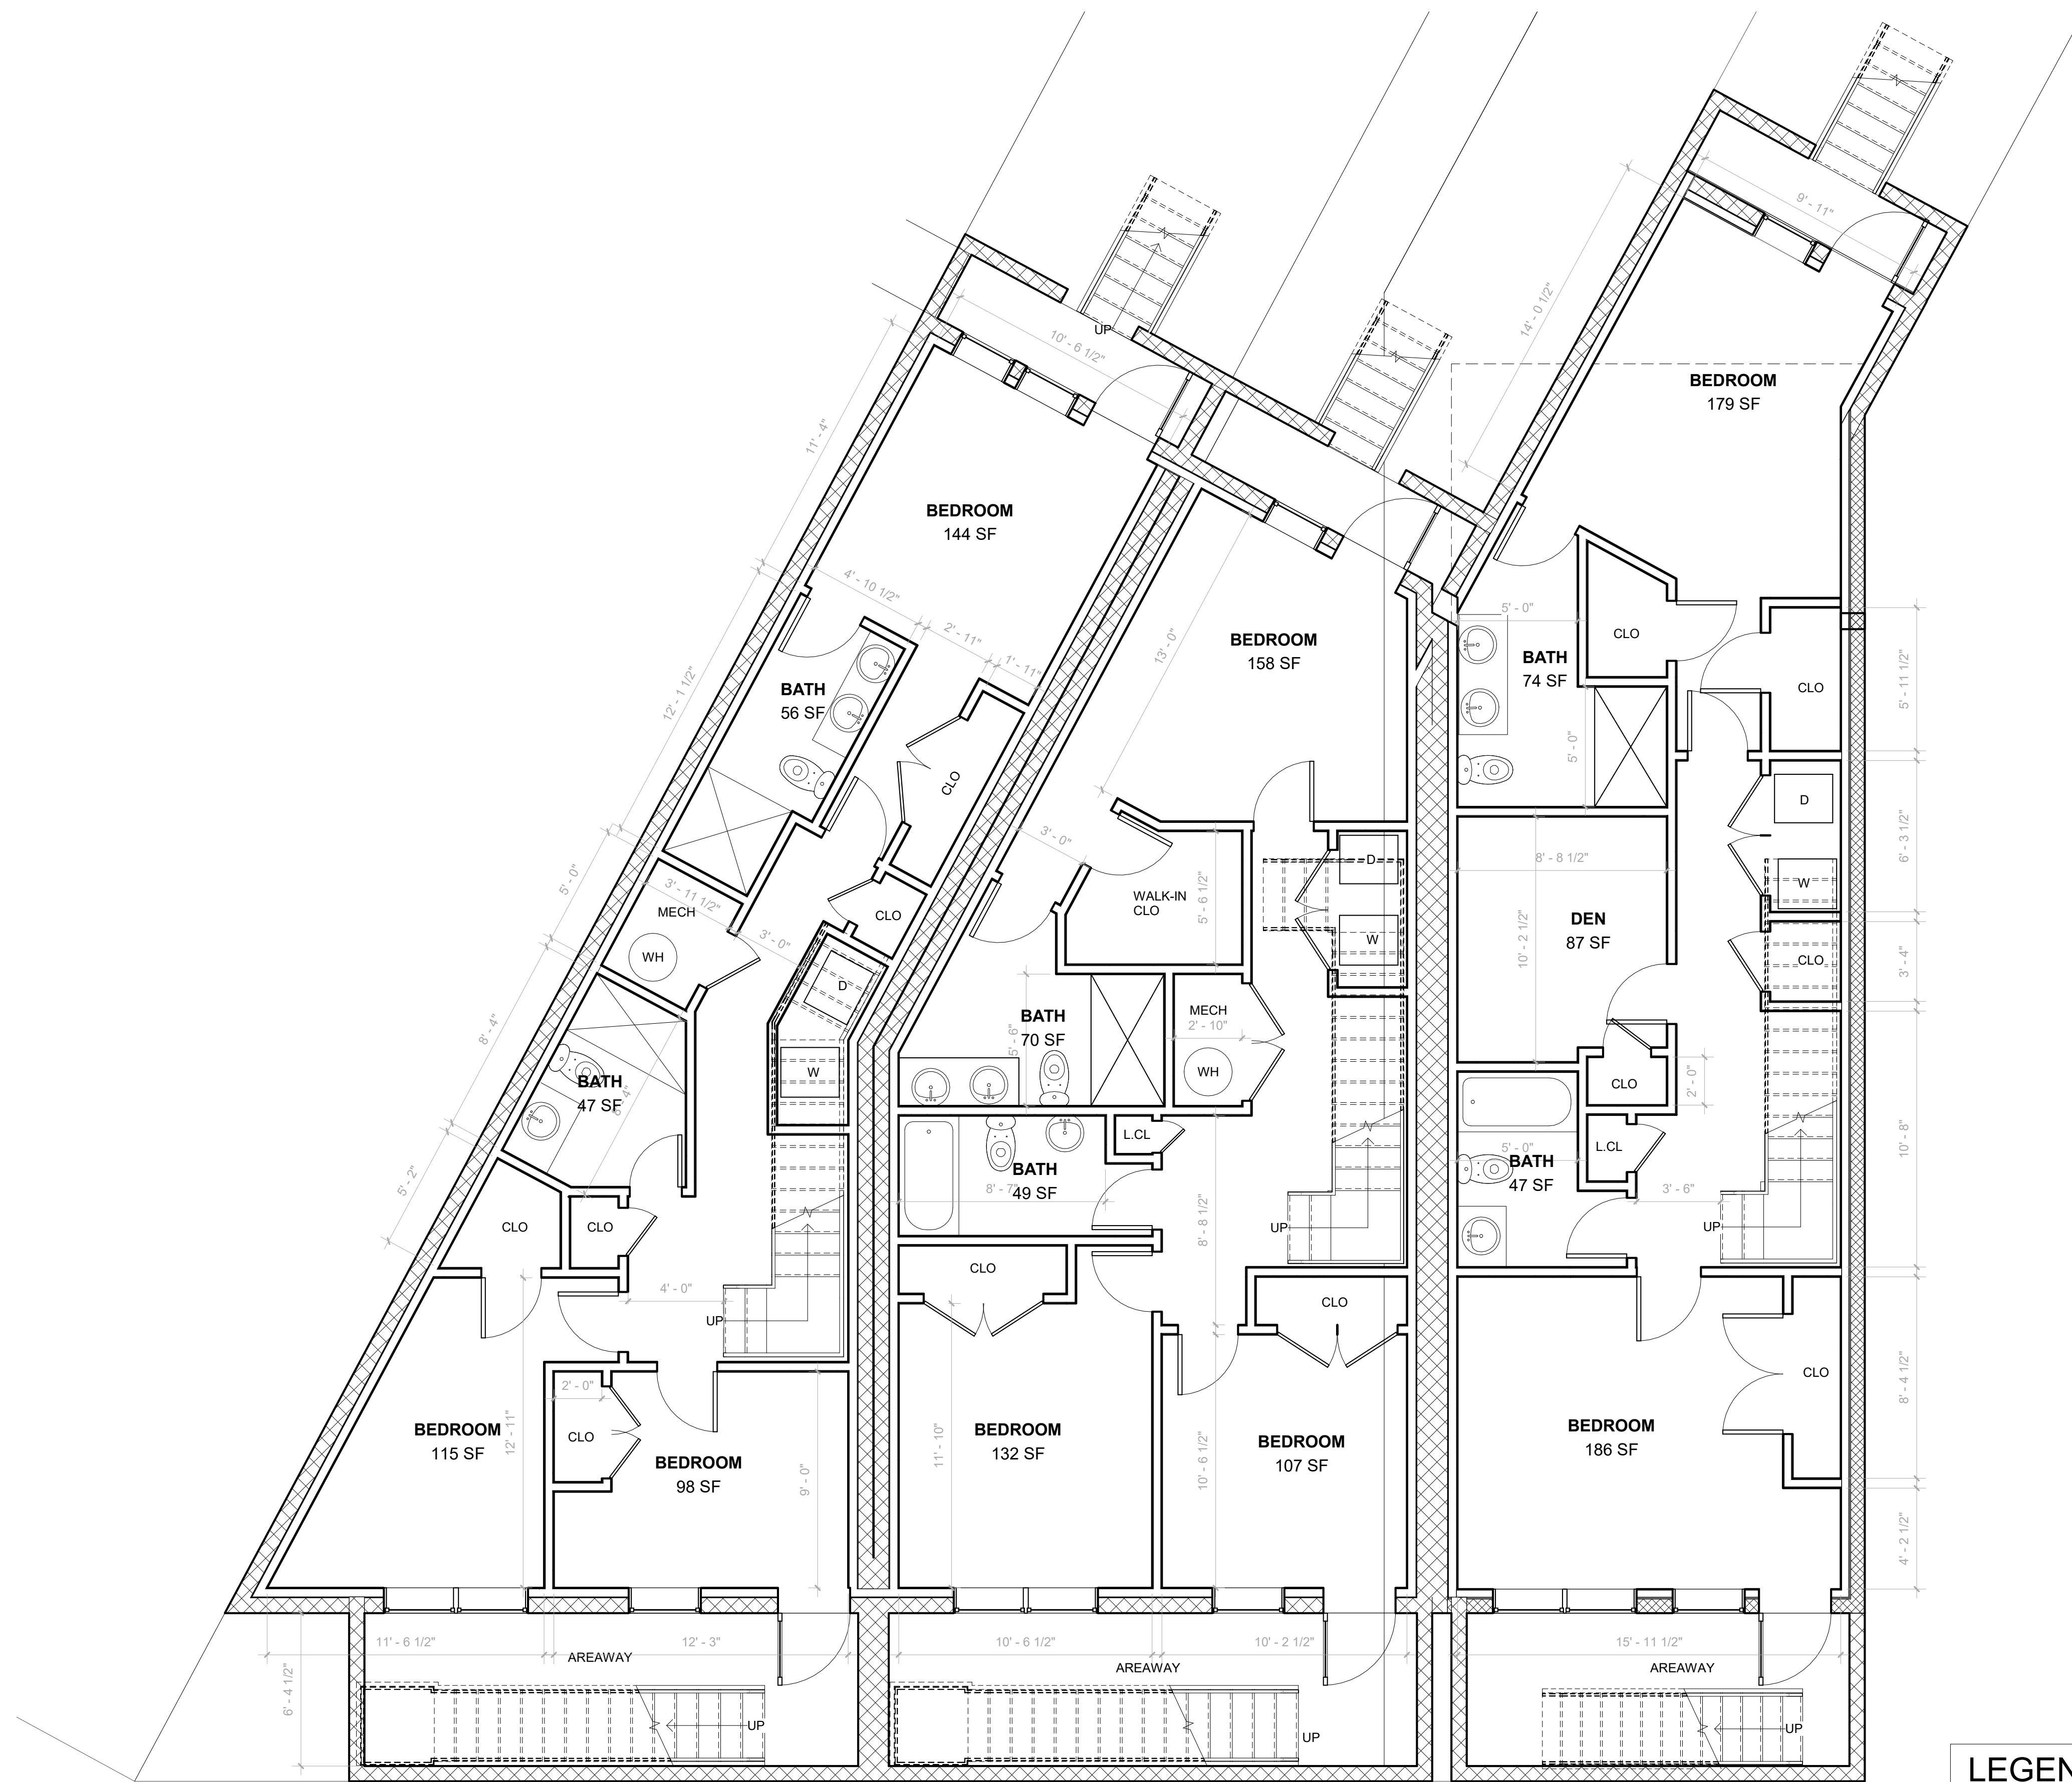 9' - 11"
14' - 0 1/2"
UP
10' - 6 1/2"
11' - 4"
BEDROOM
179 SF
BEDROOM
144 SF
4' - 10 1/2"
2' - 11"
1' - 11"
13' - 0"
BEDROOM
158 SF
5' - 0"
CLO
BATH
74 SF
CLO
5' - 11 1/2"
12' - 1 1/2"
BATH
56 SF
5' - 0"
CLO
D
6' - 3 1/2"
W
3' - 0"
D
8' - 8 1/2"
5' - 0"
3' - 11 1/2"
MECH
CLO
WALK-IN
CLO
5' - 6 1/2"
W
DEN
87 SF
10' - 2 1/2"
3' - 0"
WH
CLO
3' - 4"
D
8' - 4"
BATH
70 SF
5' - 6"
MECH
2' - 10"
WH
BATH
47 SF
8' - 4"
W
CLO
2' - 0"
L.CL
L.CL
10' - 8"
5' - 2"
BATH
49 SF
8' - 7"
5' - 0"
BATH
47 SF
3' - 6"
CLO
CLO
8' - 8 1/2"
UP
UP
CLO
4' - 0"
UP
CLO
2' - 0"
CLO
8' - 4 1/2"
BEDROOM
115 SF
12' - 11"
CLO
BEDROOM
98 SF
9' - 0"
BEDROOM
132 SF
11' - 10"
BEDROOM
107 SF
10' - 6 1/2"
BEDROOM
186 SF
4' - 2 1/2"
11' - 6 1/2"
12' - 3"
10' - 6 1/2"
10' - 2 1/2"
15' - 11 1/2"
AREAWAY
AREAWAY
AREAWAY
6' - 4 1/2"
UP
UP
UP
LEGEN